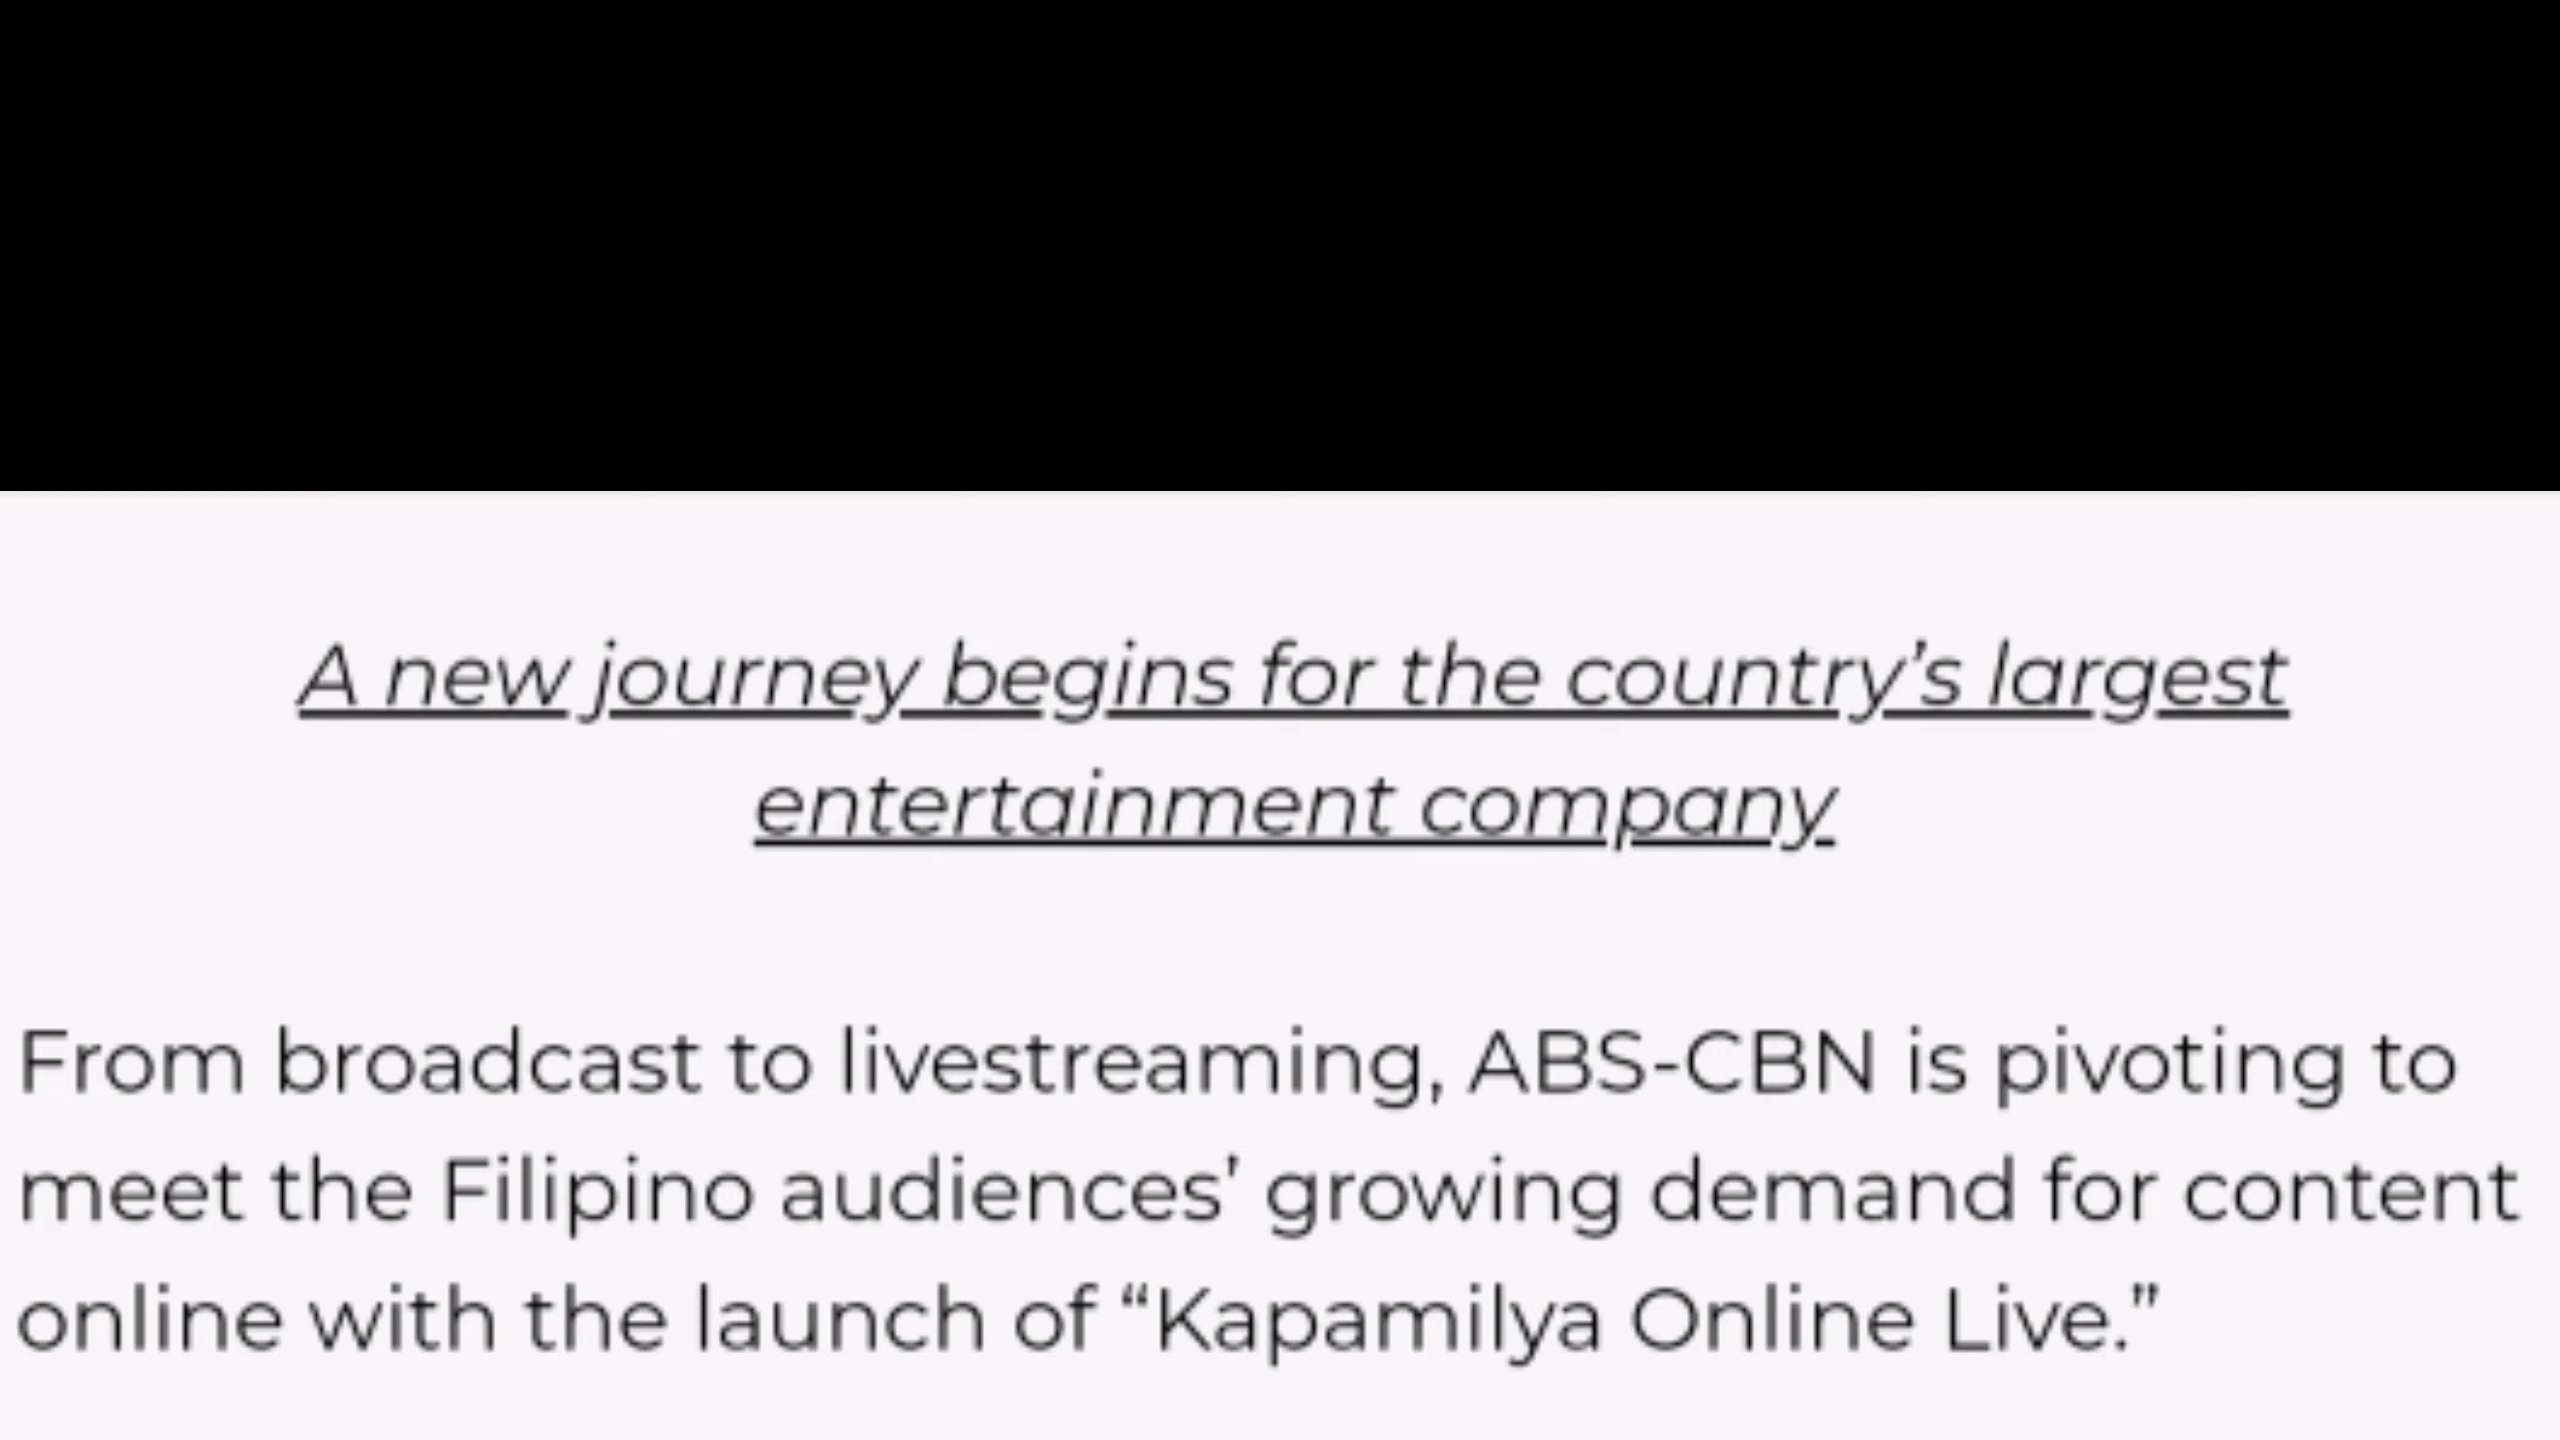 A new journey begins for the country’s largest
entertainment company
From broadcast to livestreaming, ABS-CBN is pivoting to
meet the Filipino audiences’ growing demand for content
online with the launch of “Kapamilya Online Live.”